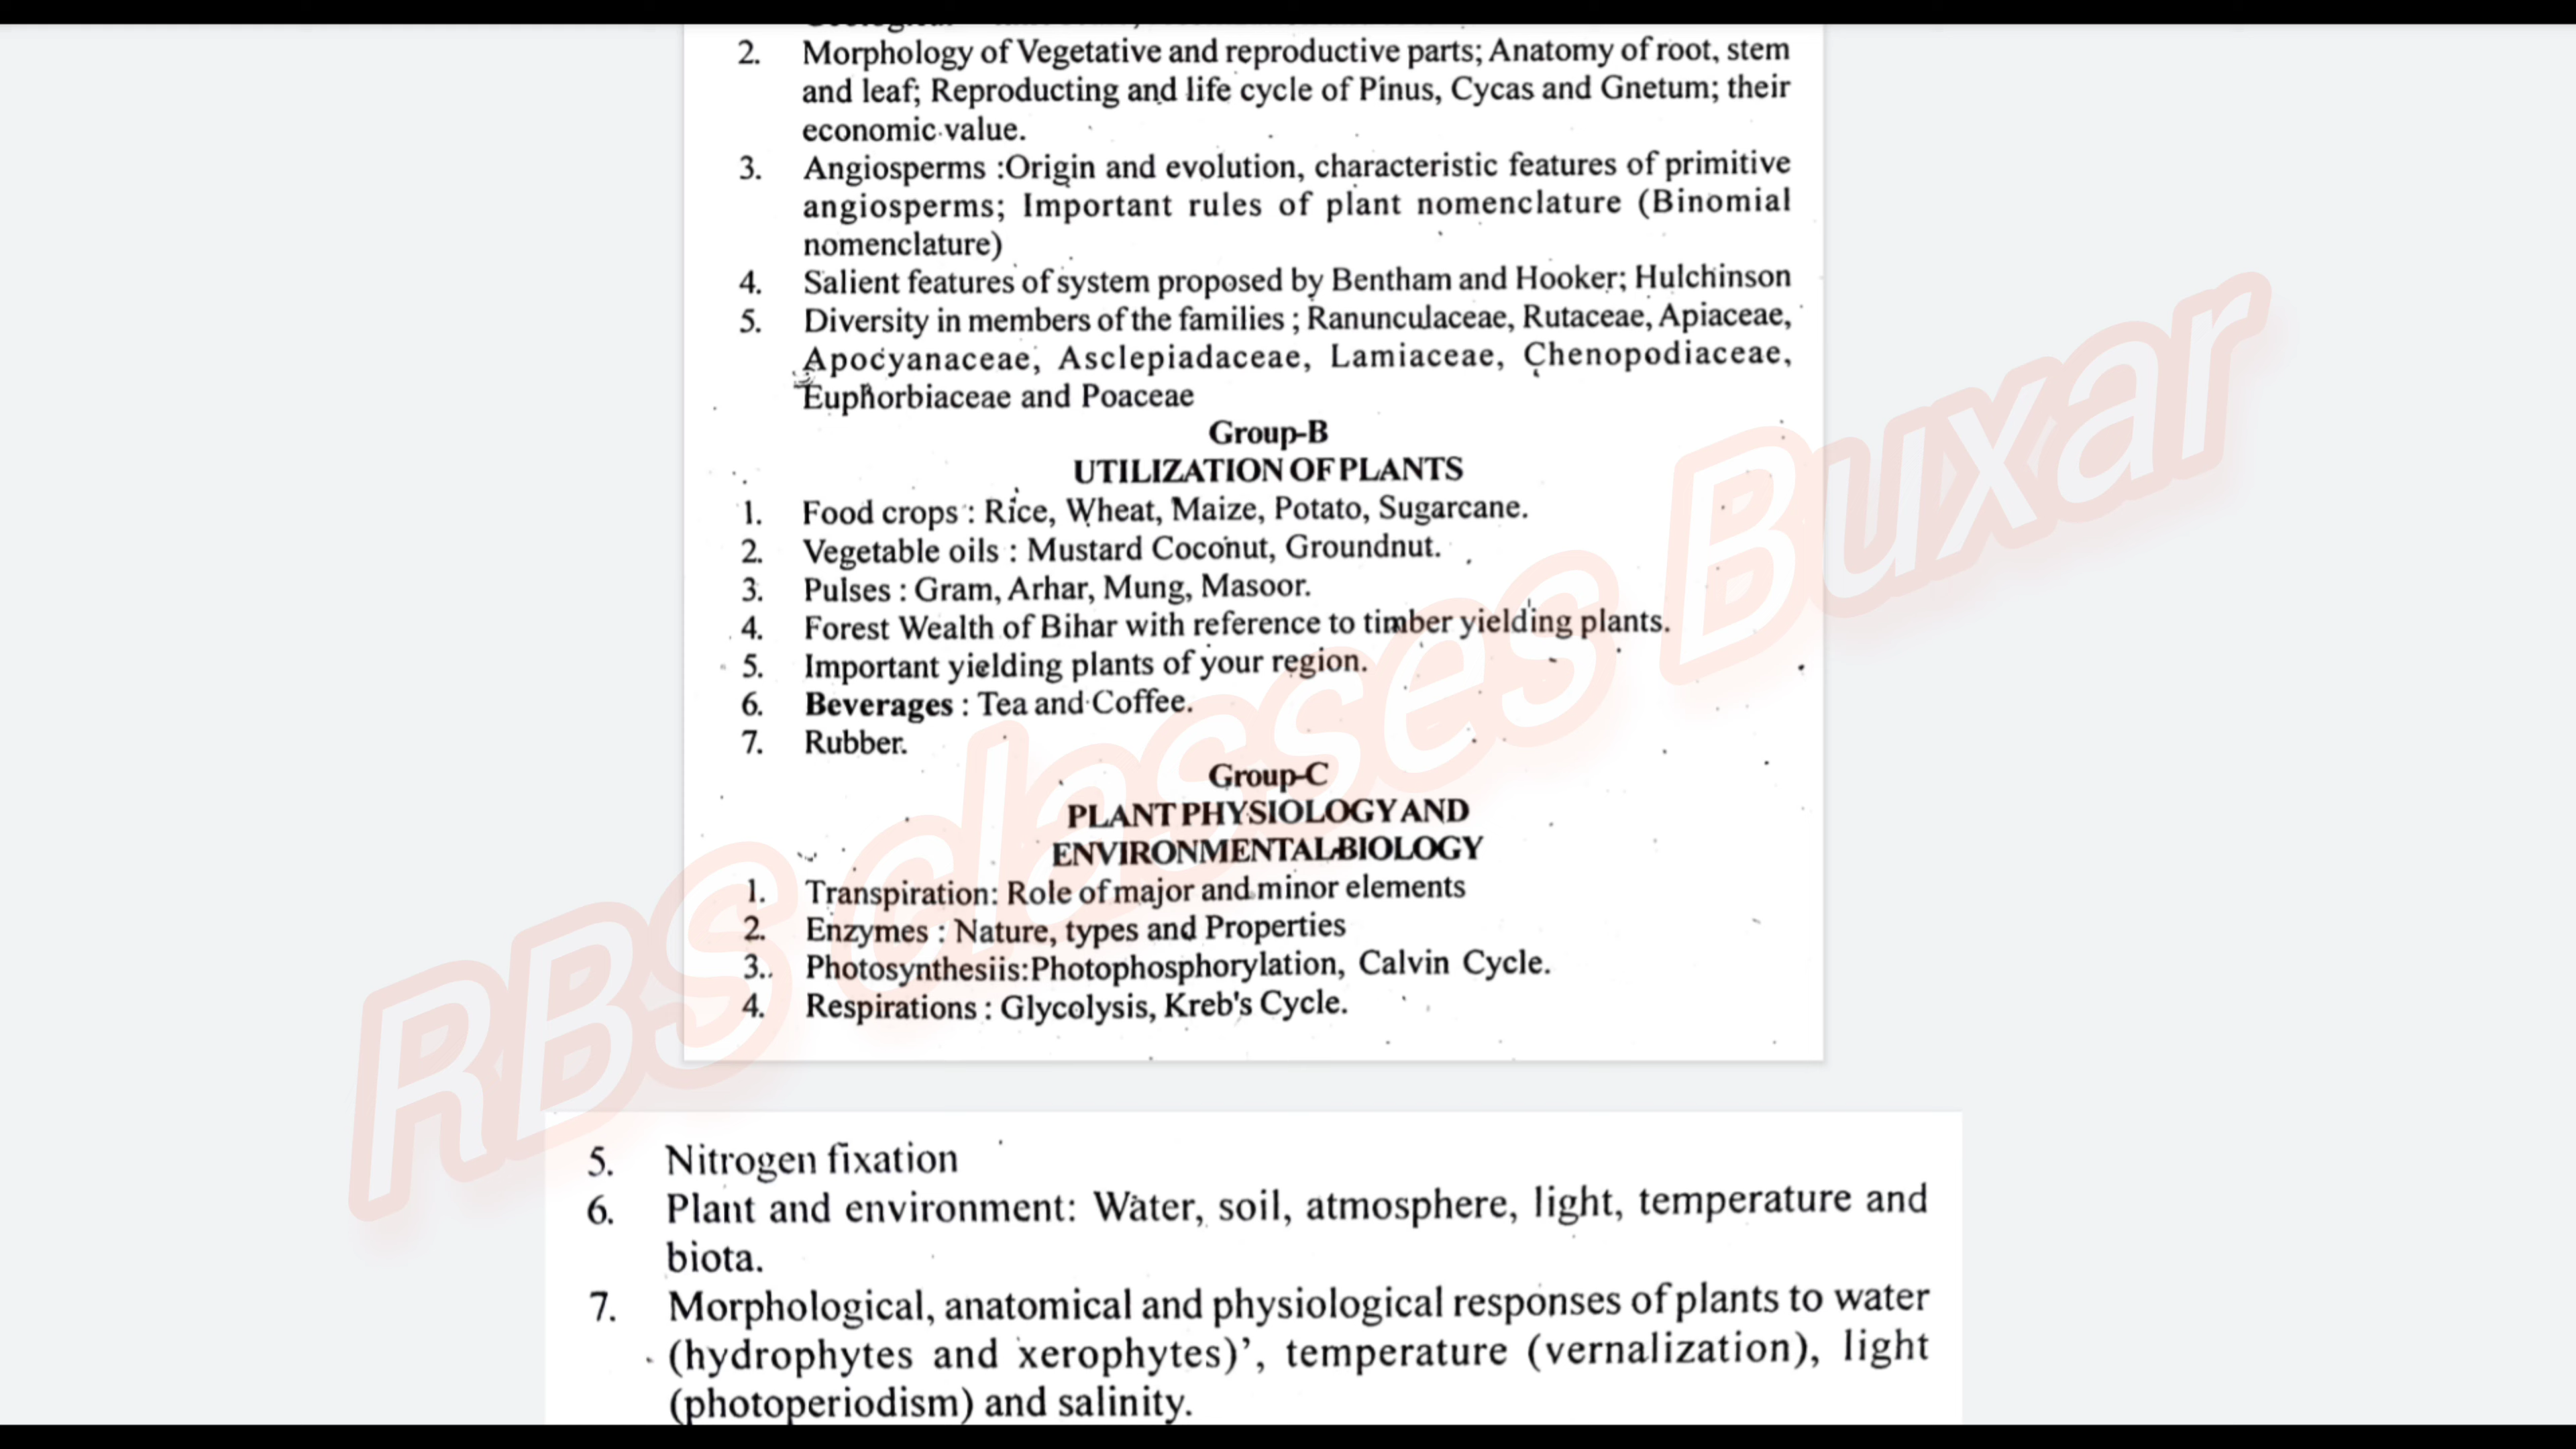 2. Morphology of Vegetative and reproductive parts; Anatomy of root, stem
and leaf; Reproducting and life cycle of Pinus, Cycas and Gnetum; their
economic value.
3. Angiosperms :Origin and evolution, characteristic features of primitive
angiosperms; Important rules of plant nomenclature (Binomial
nomenclature)
4. Salient features of system proposed by Bentham and Hooker; Hulchinson
5. Diversity in members of the families ; Ranunculaceae, Rutaceae, Apiaceae,
Apocyanaceae, Asclepiadaceae, Lamiaceae, Chenopodiaceae,
Euphorbiaceae and Poaceae
Group-B
UTILIZATION OF PLANTS
1. Food crops : Rice, Wheat, Maize, Potato, Sugarcane.
2. Vegetable oils : Mustard Coconut, Groundnut.
3. Pulses : Gram, Arhar, Mung, Masoor.
4. Forest Wealth of Bihar with reference to timber yielding plants.
5. Important yielding plants of your region.
6. Beverages : Tea and Coffee.
7. Rubber.
Group-C
PLANT PHYSIOLOGY AND
ENVIRONMENTAL BIOLOGY
1. Transpiration: Role of major and minor elements
2. Enzymes : Nature, types and Properties
3. Photosynthesiis:Photophosphorylation, Calvin Cycle.
4. Respirations : Glycolysis, Kreb's Cycle.
RBS classes Buxar
5. Nitrogen fixation
6. Plant and environment: Water, soil, atmosphere, light, temperature and
biota.
7. Morphological, anatomical and physiological responses of plants to water
(hydrophytes and xerophytes)’, temperature (vernalization), light
(photoperiodism) and salinity.